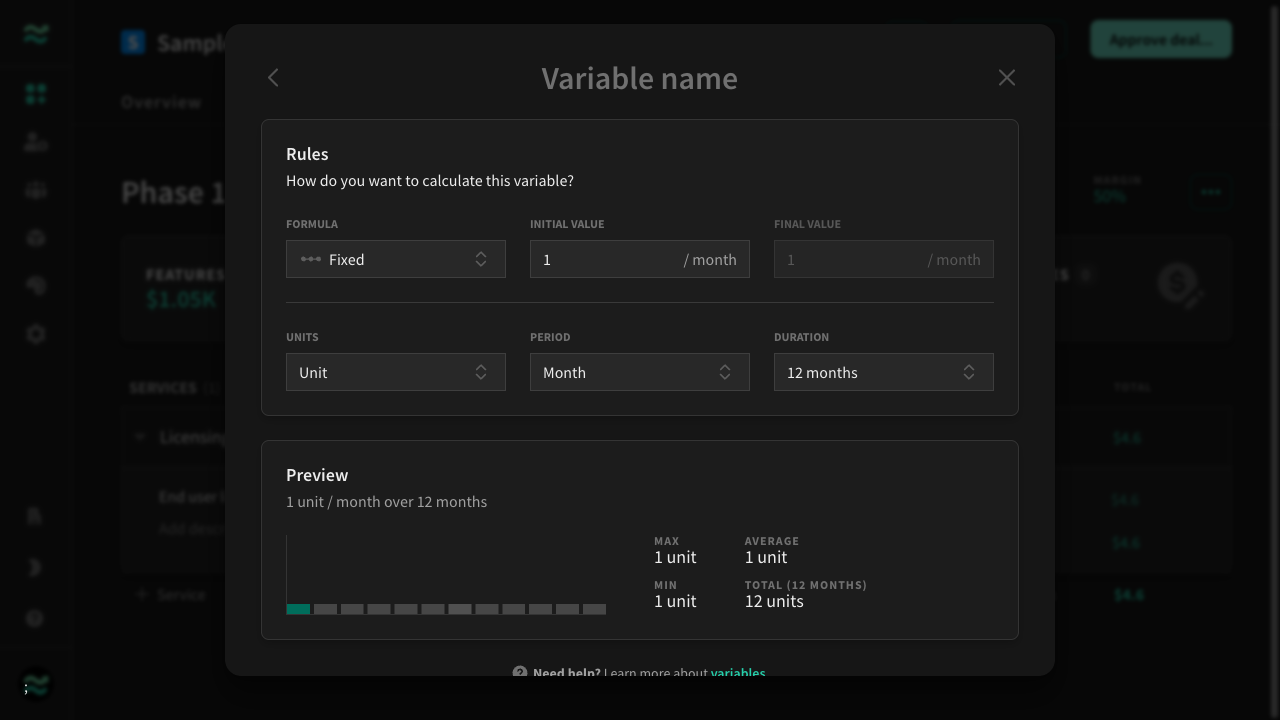 S Sample
Approve deal...
Variable name
Overview
Rules
How do you want to calculate this variable?
Phase 1
MARGIN
50%
FORMULA INITIAL VALUE FINAL VALUE
Fixed 1 / month 1 / month
FEATURES
$1.05K
UNITS PERIOD DURATION
Unit Month 12 months
SERVICES (1)
TOTAL
Licensing
$4.6
Preview
1 unit / month over 12 months
End user
$4.6
Add
$4.6
MAX AVERAGE
1 unit 1 unit
MIN TOTAL (12 MONTHS)
1 unit 12 units
+ Service
$4.6
? Need help? Learn more about variables
;